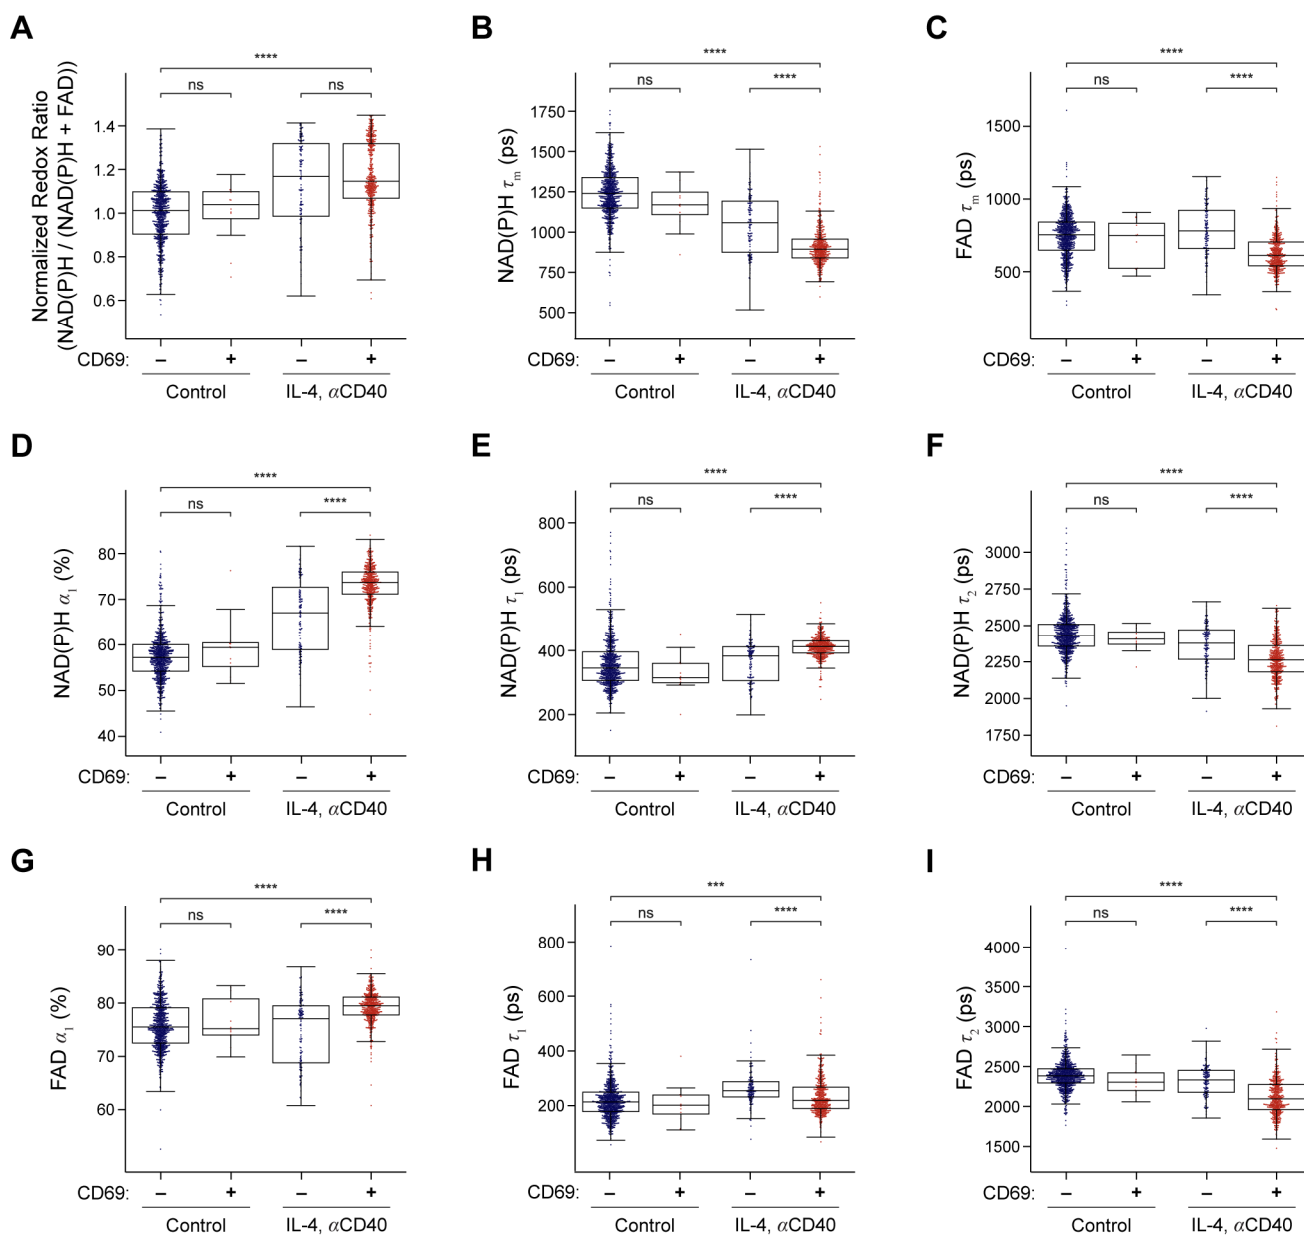 A
Normalized Redox Ratio
(NAD(P)H / (NAD(P)H + FAD))
****
ns
ns
1.4
1.2
1.0
0.8
0.6
CD69:
–
+
–
+
Control
IL-4, αCD40
B
NAD(P)H τm (ps)
****
ns
****
1750
1500
1250
1000
750
500
CD69:
–
+
–
+
Control
IL-4, αCD40
C
FAD τm (ps)
****
ns
****
1500
1000
500
CD69:
–
+
–
+
Control
IL-4, αCD40
D
NAD(P)H α1 (%)
****
ns
****
80
70
60
50
40
CD69:
–
+
–
+
Control
IL-4, αCD40
E
NAD(P)H τ1 (ps)
****
ns
****
800
600
400
200
CD69:
–
+
–
+
Control
IL-4, αCD40
F
NAD(P)H τ2 (ps)
****
ns
****
3000
2750
2500
2250
2000
1750
CD69:
–
+
–
+
Control
IL-4, αCD40
G
FAD α1 (%)
****
ns
****
90
80
70
60
CD69:
–
+
–
+
Control
IL-4, αCD40
H
FAD τ1 (ps)
***
ns
****
800
600
400
200
CD69:
–
+
–
+
Control
IL-4, αCD40
I
FAD τ2 (ps)
****
ns
****
4000
3000
2500
2000
1500
CD69:
–
+
–
+
Control
IL-4, αCD40